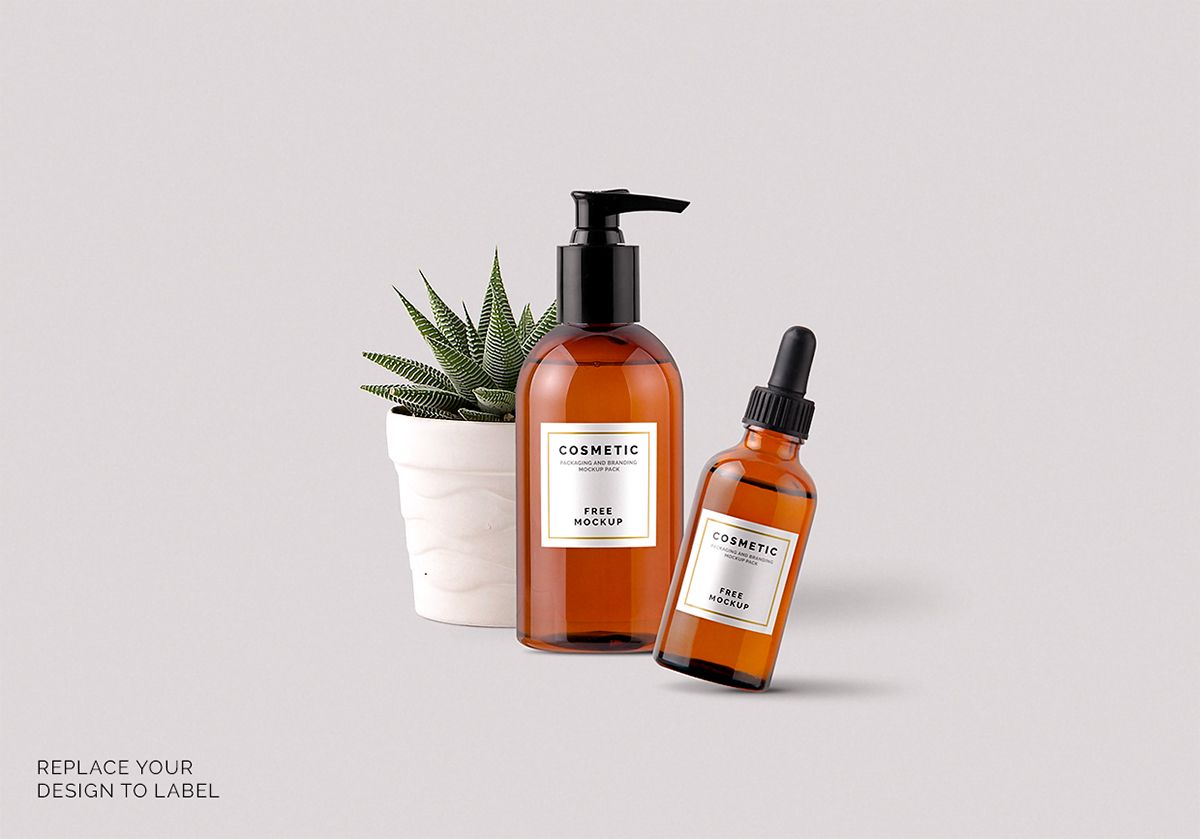 COSMETIC
PACKAGING AND BRANDING
MOCKUP PACK
FREE
MOCKUP
COSMETIC
PACKAGING AND BRANDING
MOCKUP PACK
FREE
MOCKUP
REPLACE YOUR
DESIGN TO LABEL